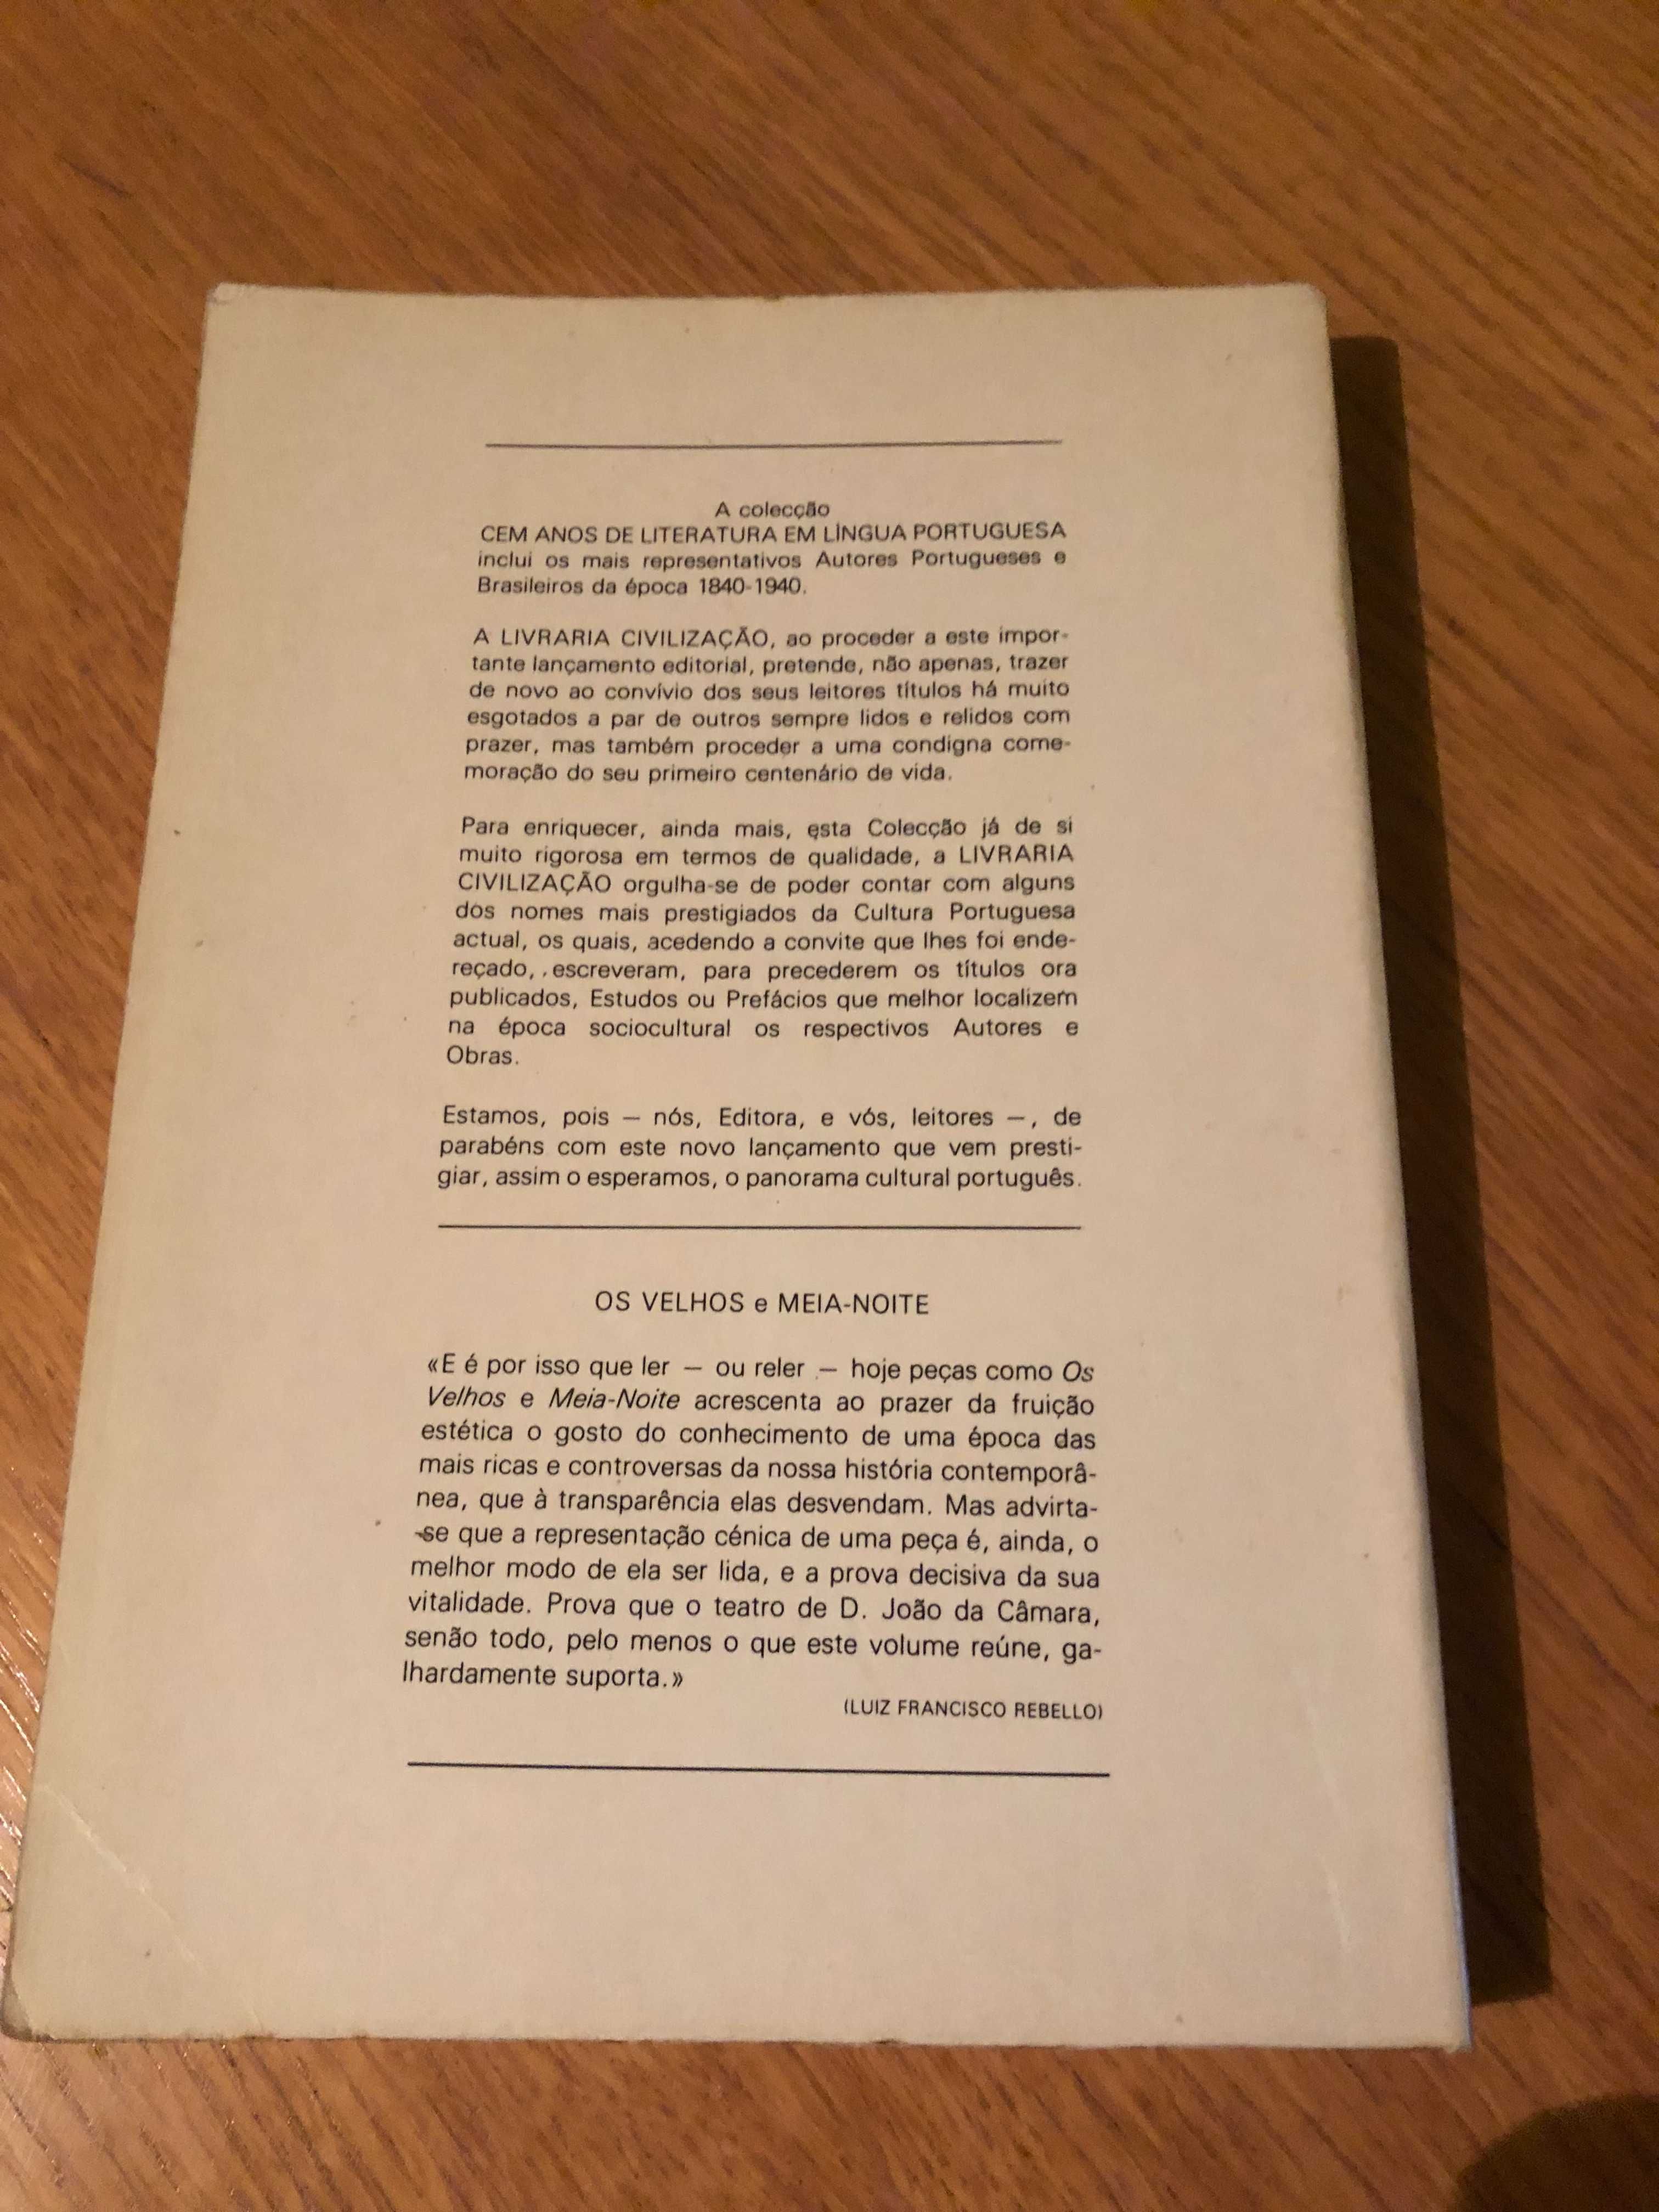 A colecção
CEM ANOS DE LITERATURA EM LÍNGUA PORTUGUESA
inclui os mais representativos Autores Portugueses e
Brasileiros da época 1840-1940.
A LIVRARIA CIVILIZAÇÃO, ao proceder a este impor-
tante lançamento editorial, pretende, não apenas, trazer
de novo ao convívio dos seus leitores títulos há muito
esgotados a par de outros sempre lidos e relidos com
prazer, mas também proceder a uma condigna come-
moração do seu primeiro centenário de vida.
Para enriquecer, ainda mais, esta Colecção já de si
muito rigorosa em termos de qualidade, a LIVRARIA
CIVILIZAÇÃO orgulha-se de poder contar com alguns
dos nomes mais prestigiados da Cultura Portuguesa
actual, os quais, acedendo a convite que lhes foi ende-
reçado, escreveram, para precederem os títulos ora
publicados, Estudos ou Prefácios que melhor localizem
na época sociocultural os respectivos Autores e
Obras.
Estamos, pois — nós, Editora, e vós, leitores —, de
parabéns com este novo lançamento que vem presti-
giar, assim o esperamos, o panorama cultural português.
OS VELHOS e MEIA-NOITE
«E é por isso que ler — ou reler — hoje peças como Os
Velhos e Meia-Noite acrescenta ao prazer da fruição
estética o gosto do conhecimento de uma época das
mais ricas e controversas da nossa história contemporâ-
nea, que à transparência elas desvendam. Mas advirta-
-se que a representação cénica de uma peça é, ainda, o
melhor modo de ela ser lida, e a prova decisiva da sua
vitalidade. Prova que o teatro de D. João da Câmara,
senão todo, pelo menos o que este volume reúne, ga-
lhardamente suporta.»
(LUIZ FRANCISCO REBELLO)